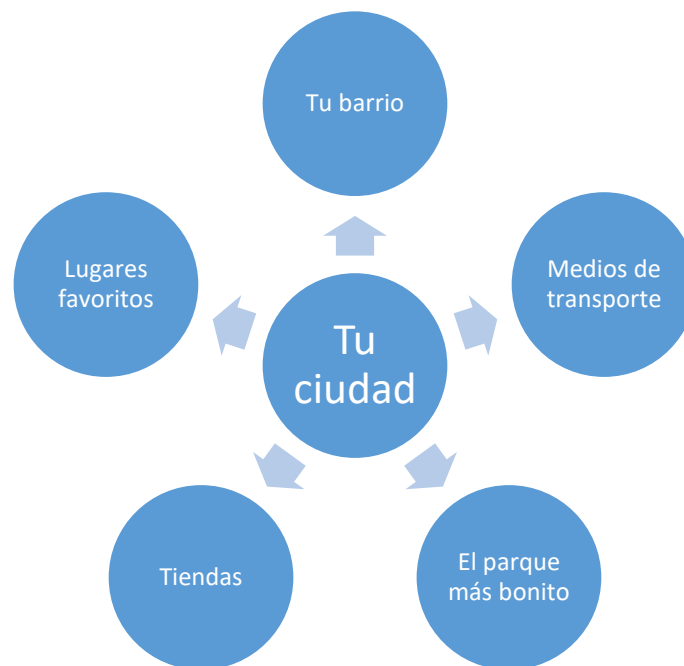 Tu barrio
Lugares
favoritos
Medios de
transporte
Tu
ciudad
Tiendas
El parque
más bonito